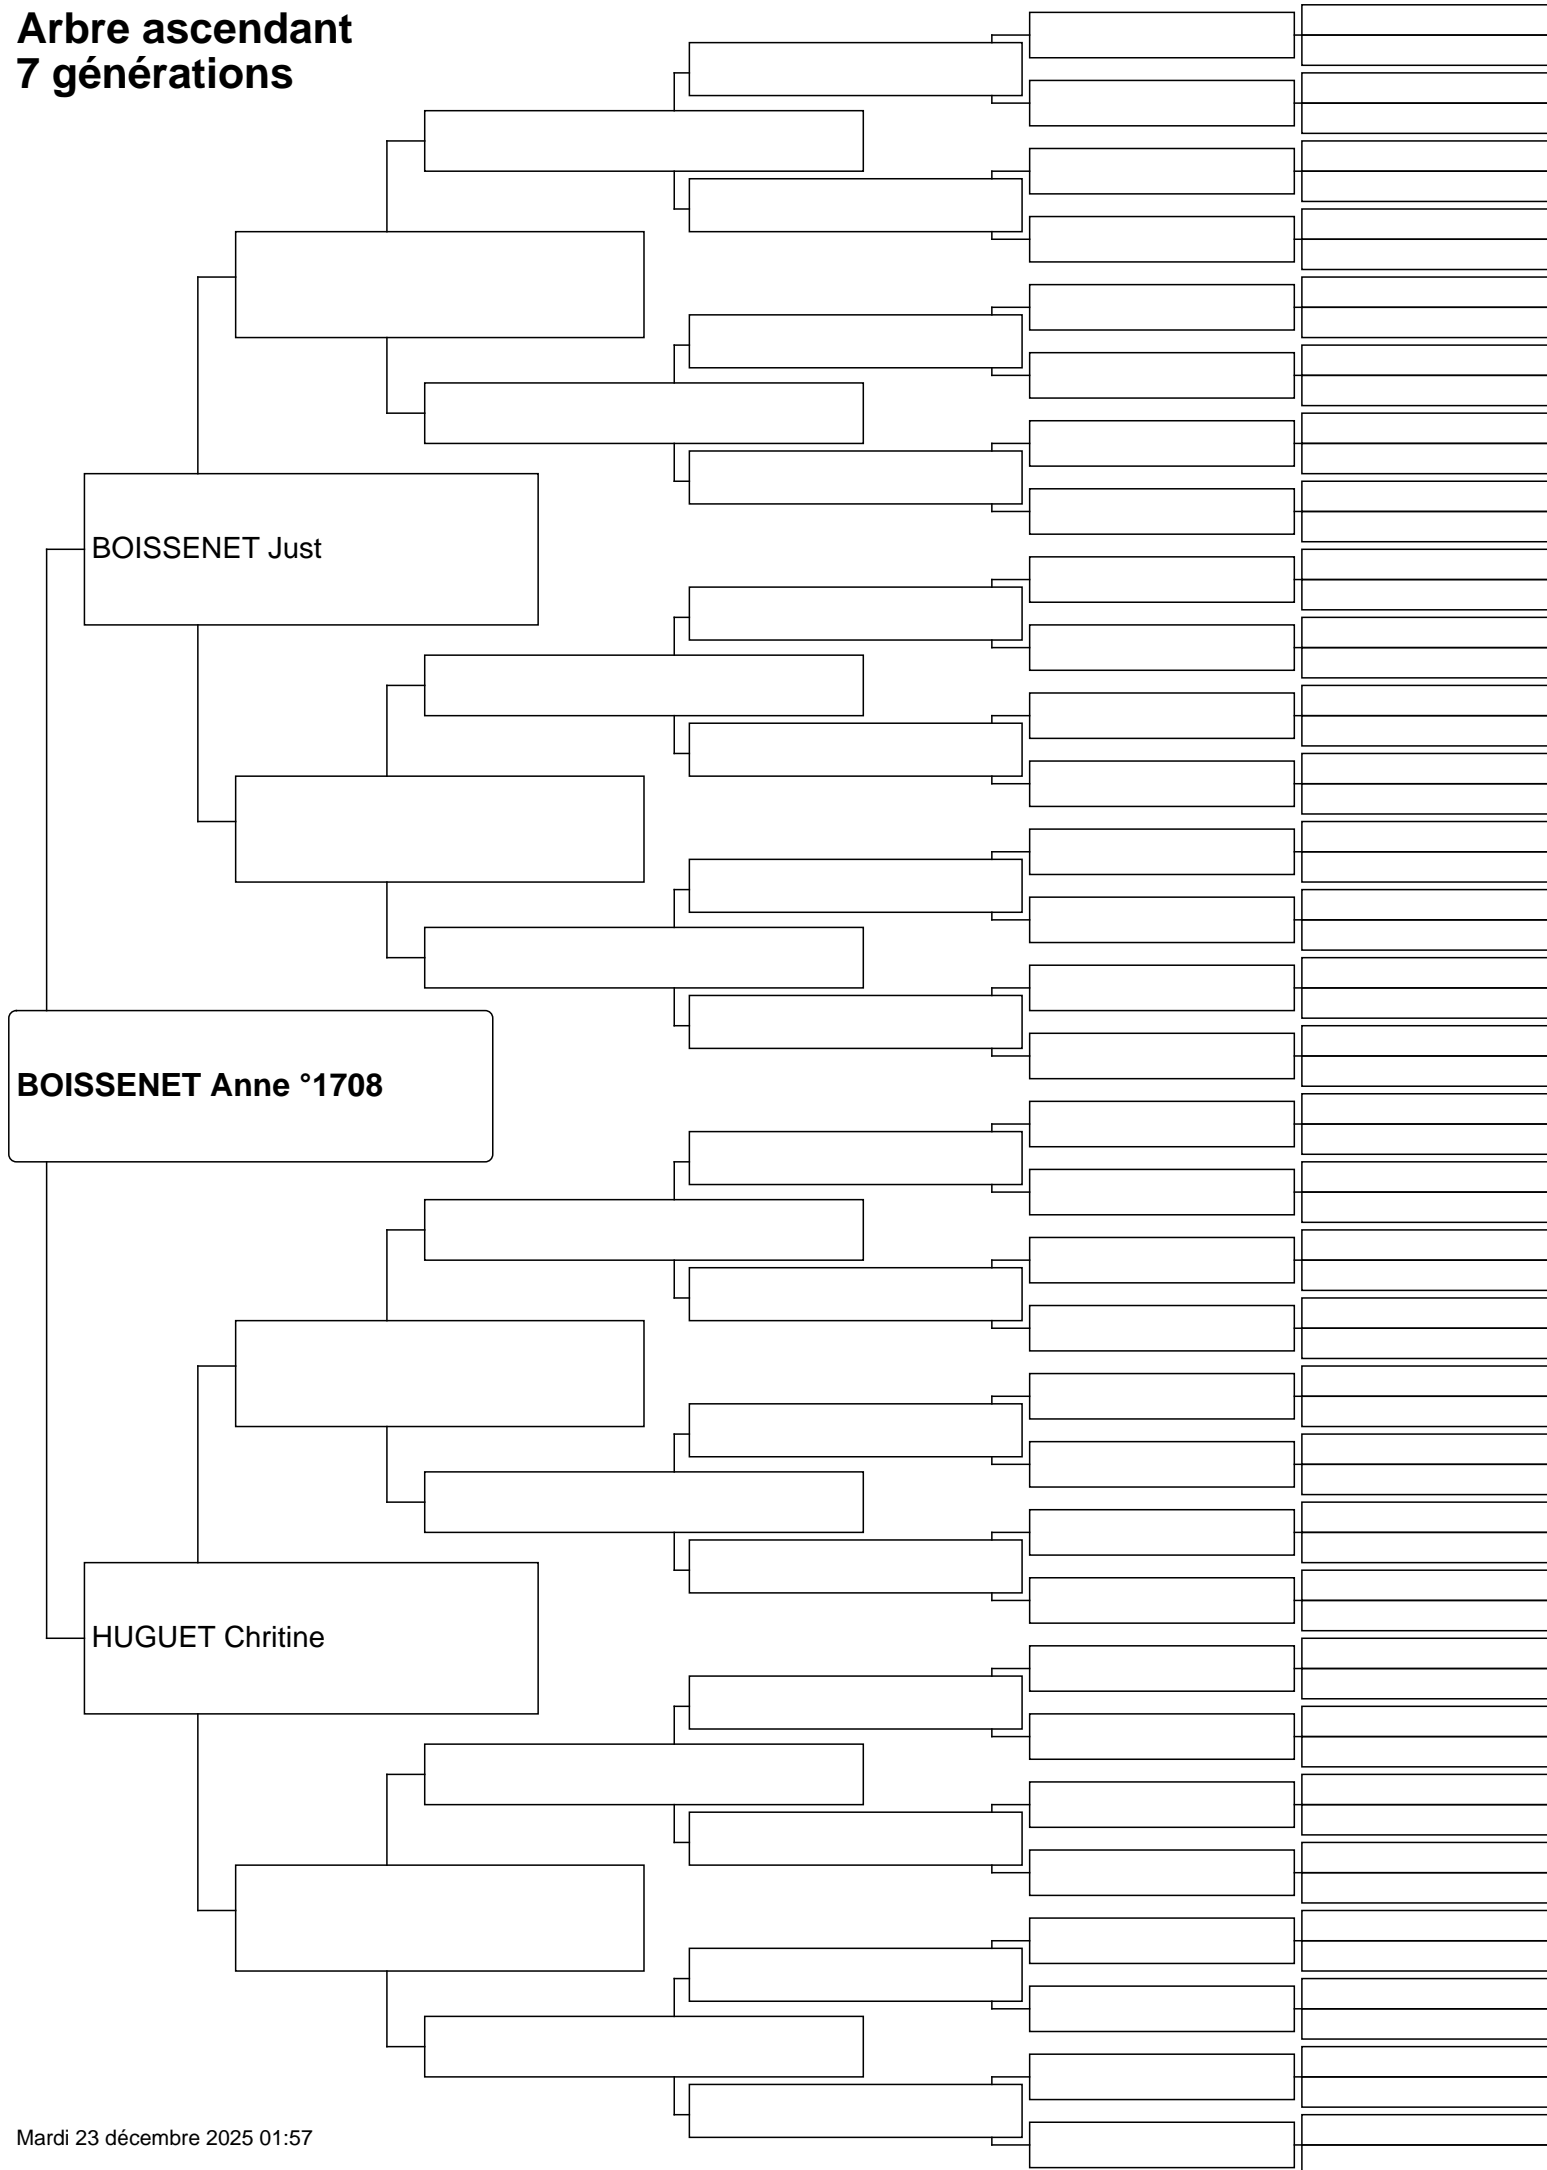 Arbre ascendant
7 générations
BOISSENET Just
BOISSENET Anne °1708
HUGUET Chritine
Mardi 23 décembre 2025 01:57